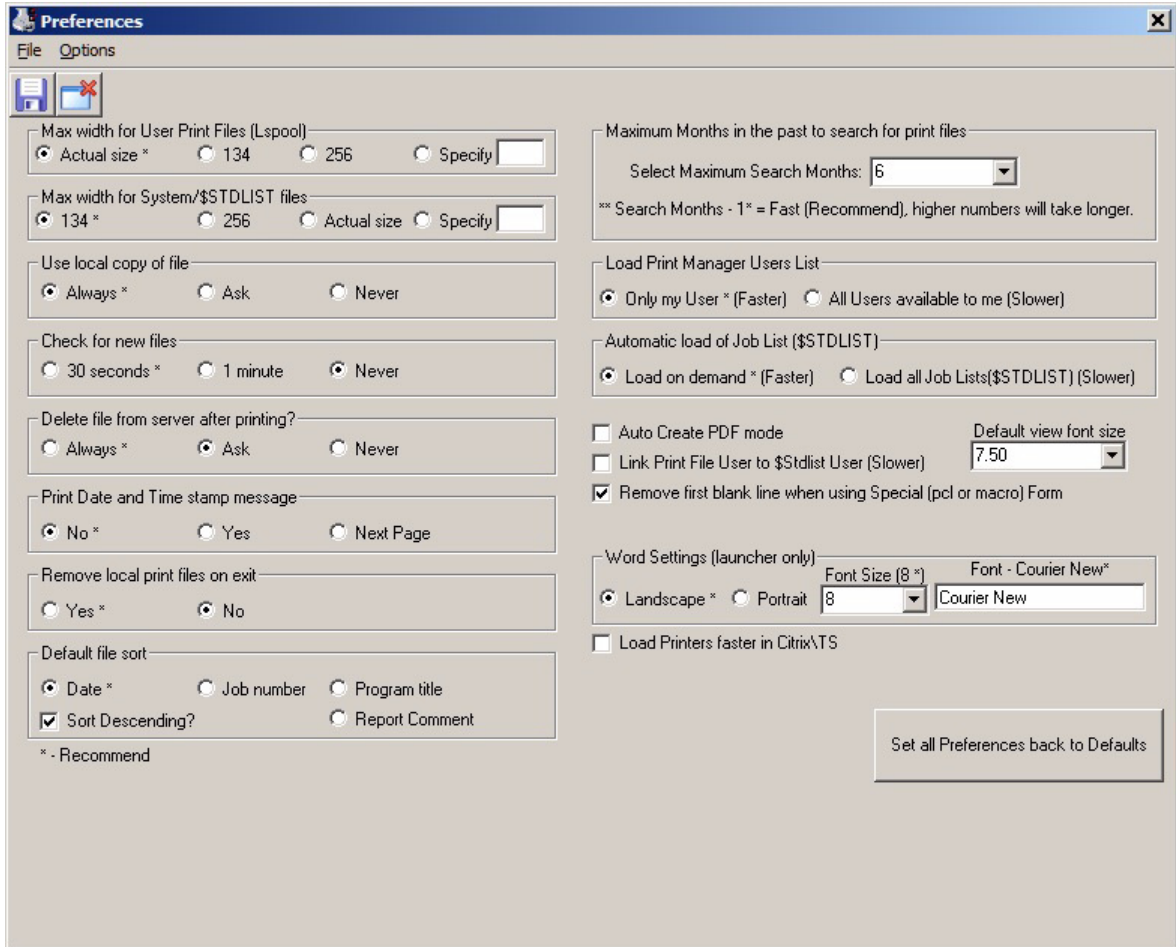 Preferences
File Options
Max width for User Print Files (Lspool)
Actual size * 134 256 Specify
Max width for System/$STDLIST files
134 * 256 Actual size Specify
Use local copy of file
Always * Ask Never
Check for new files
30 seconds * 1 minute Never
Delete file from server after printing?
Always * Ask Never
Print Date and Time stamp message
No * Yes Next Page
Remove local print files on exit
Yes * No
Default file sort
Date * Job number Program title
Sort Descending? Report Comment
* - Recommend
Maximum Months in the past to search for print files
Select Maximum Search Months: 6
** Search Months - 1* = Fast (Recommend), higher numbers will take longer.
Load Print Manager Users List
Only my User * (Faster) All Users available to me (Slower)
Automatic load of Job List ($STDLIST)
Load on demand * (Faster) Load all Job Lists($STDLIST) (Slower)
Auto Create PDF mode
Default view font size
7.50
Link Print File User to $Stdlist User (Slower)
Remove first blank line when using Special (pcl or macro) Form
Word Settings (launcher only)
Font Size (8 *) Font - Courier New*
Landscape * Portrait 8 Courier New
Load Printers faster in Citrix\TS
Set all Preferences back to Defaults